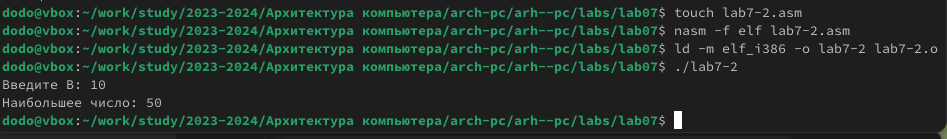 dodo@vbox:~/work/study/2023-2024/Архитектура компьютера/arch-pc/arh--pc/labs/lab07$ touch lab7-2.asm
dodo@vbox:~/work/study/2023-2024/Архитектура компьютера/arch-pc/arh--pc/labs/lab07$ nasm -f elf lab7-2.asm
dodo@vbox:~/work/study/2023-2024/Архитектура компьютера/arch-pc/arh--pc/labs/lab07$ ld -m elf_i386 -o lab7-2 lab7-2.o
dodo@vbox:~/work/study/2023-2024/Архитектура компьютера/arch-pc/arh--pc/labs/lab07$ ./lab7-2
Введите B: 10
Наибольшее число: 50
dodo@vbox:~/work/study/2023-2024/Архитектура компьютера/arch-pc/arh--pc/labs/lab07$